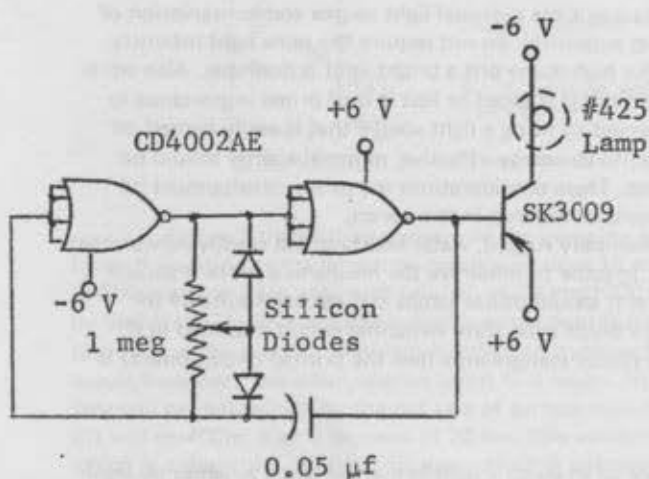 -6 V
+6 V
#425
Lamp
CD4002AE
SK3009
-6 V
1 meg
Silicon
Diodes
+6 V
0.05 µf